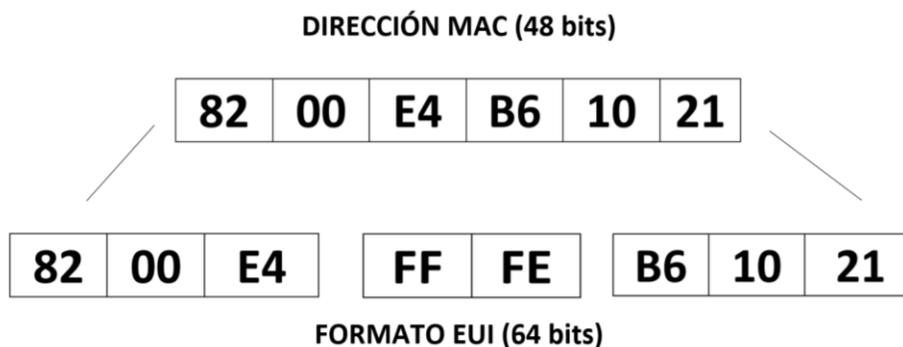 DIRECCIÓN MAC (48 bits)
82 00 E4 B6 10 21
82 00 E4 FF FE B6 10 21
FORMATO EUI (64 bits)